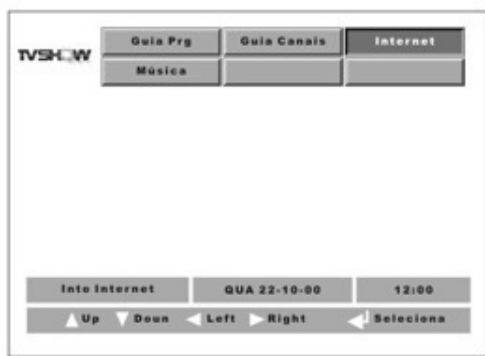 TVSHOW
Guia Prg Guia Canais Internet
Música
Into Internet QUA 22-10-00 12:00
Up Doun Left Right Seleciona